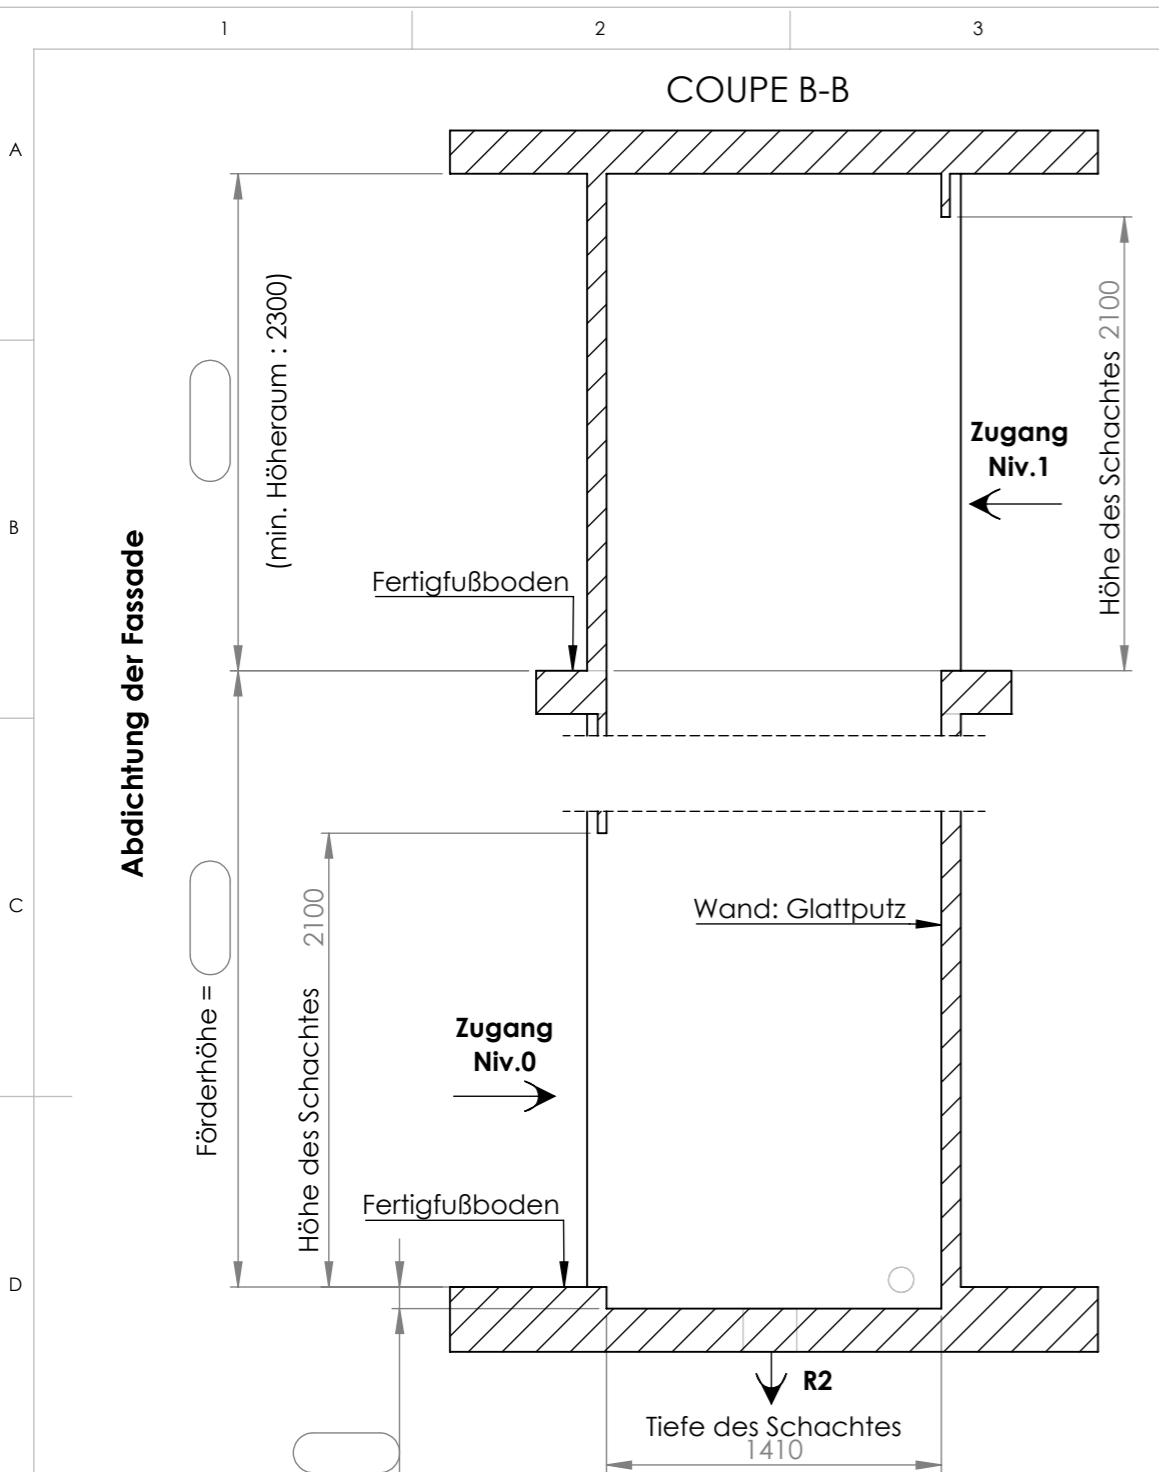 1
2
3
COUPE B-B
A
B
C
D
(min. Höheraum : 2300)
Höhe des Schachtes 2100
Zugang
Niv.1
Fertigfußboden
Abdichtung der Fassade
Wand: Glattputz
Förderhöhe =
Höhe des Schachtes 2100
Zugang
Niv.0
Fertigfußboden
R2
Tiefe des Schachtes
1410